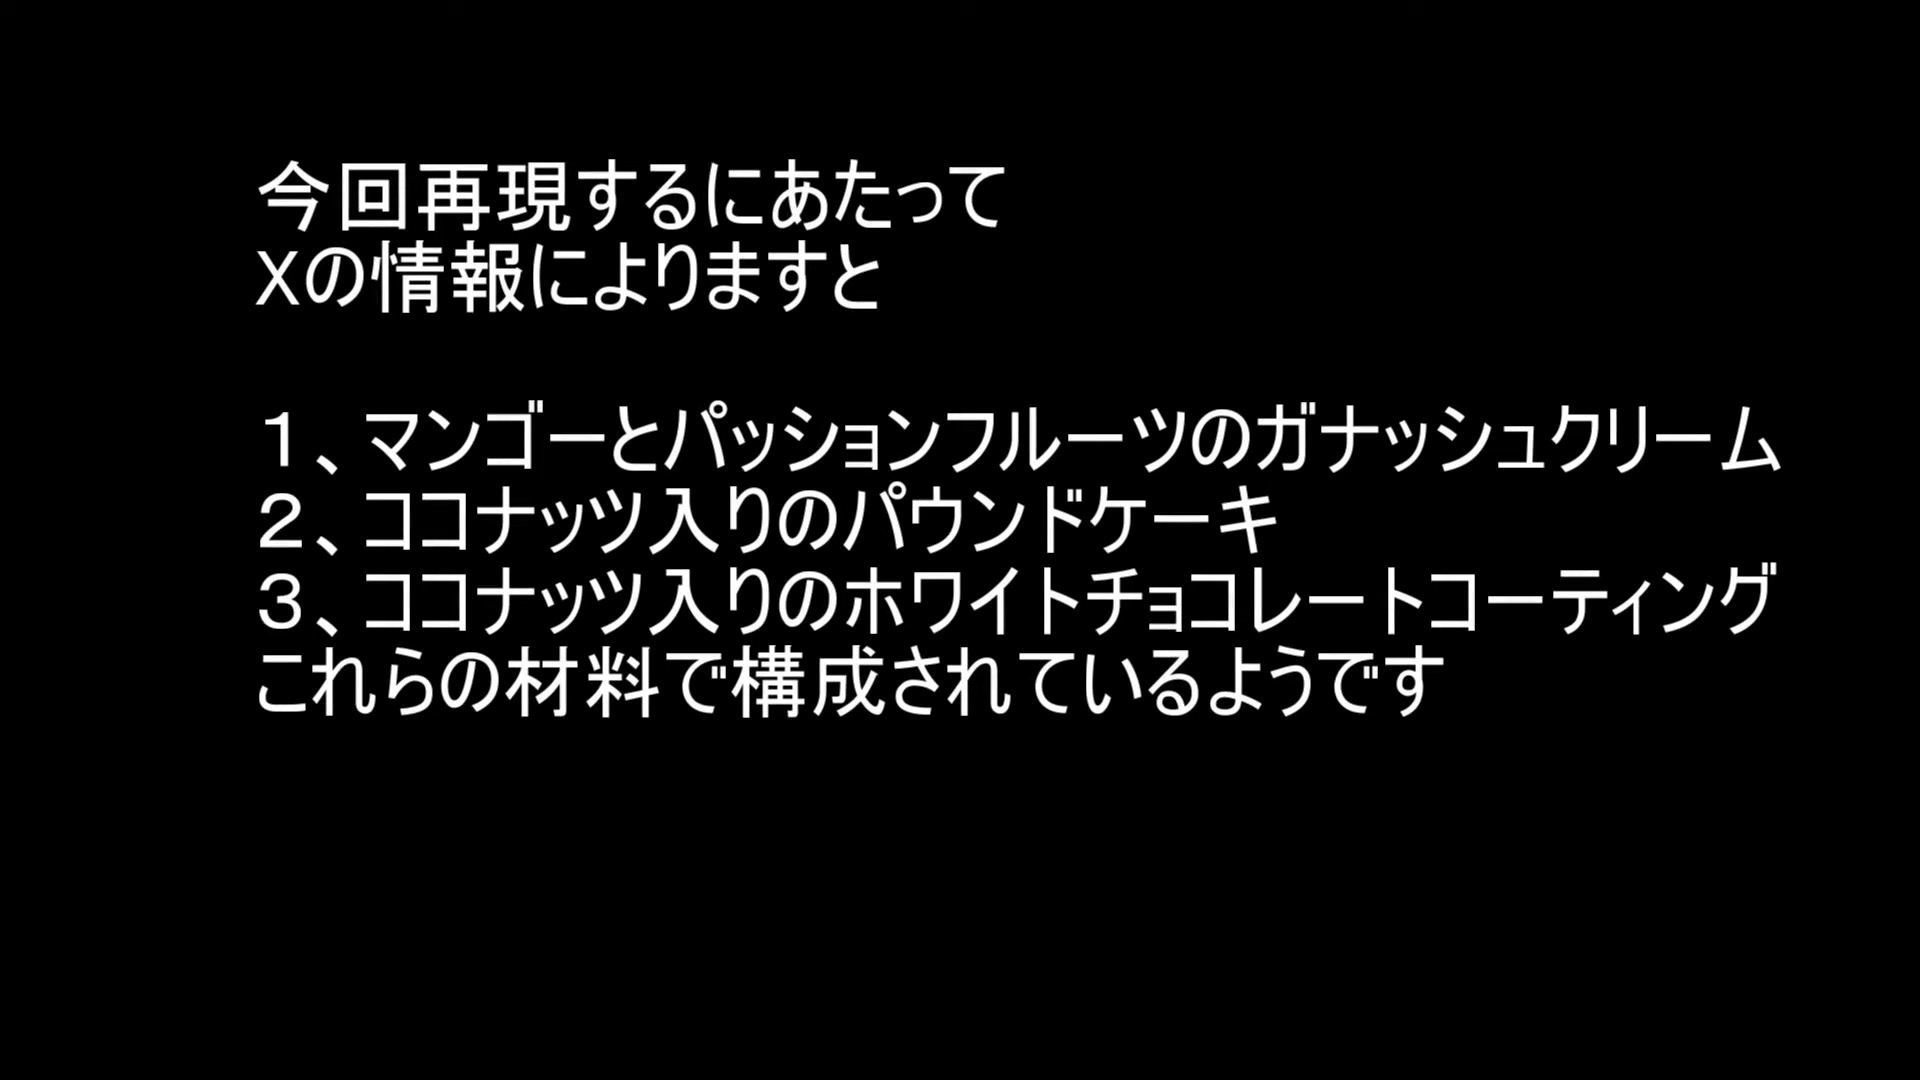 今回再現するにあたって
Xの情報によりますと
１、マンゴーとパッションフルーツのガナッシュクリーム
２、ココナッツ入りのパウンドケーキ
３、ココナッツ入りのホワイトチョコレートコーティング
これらの材料で構成されているようです